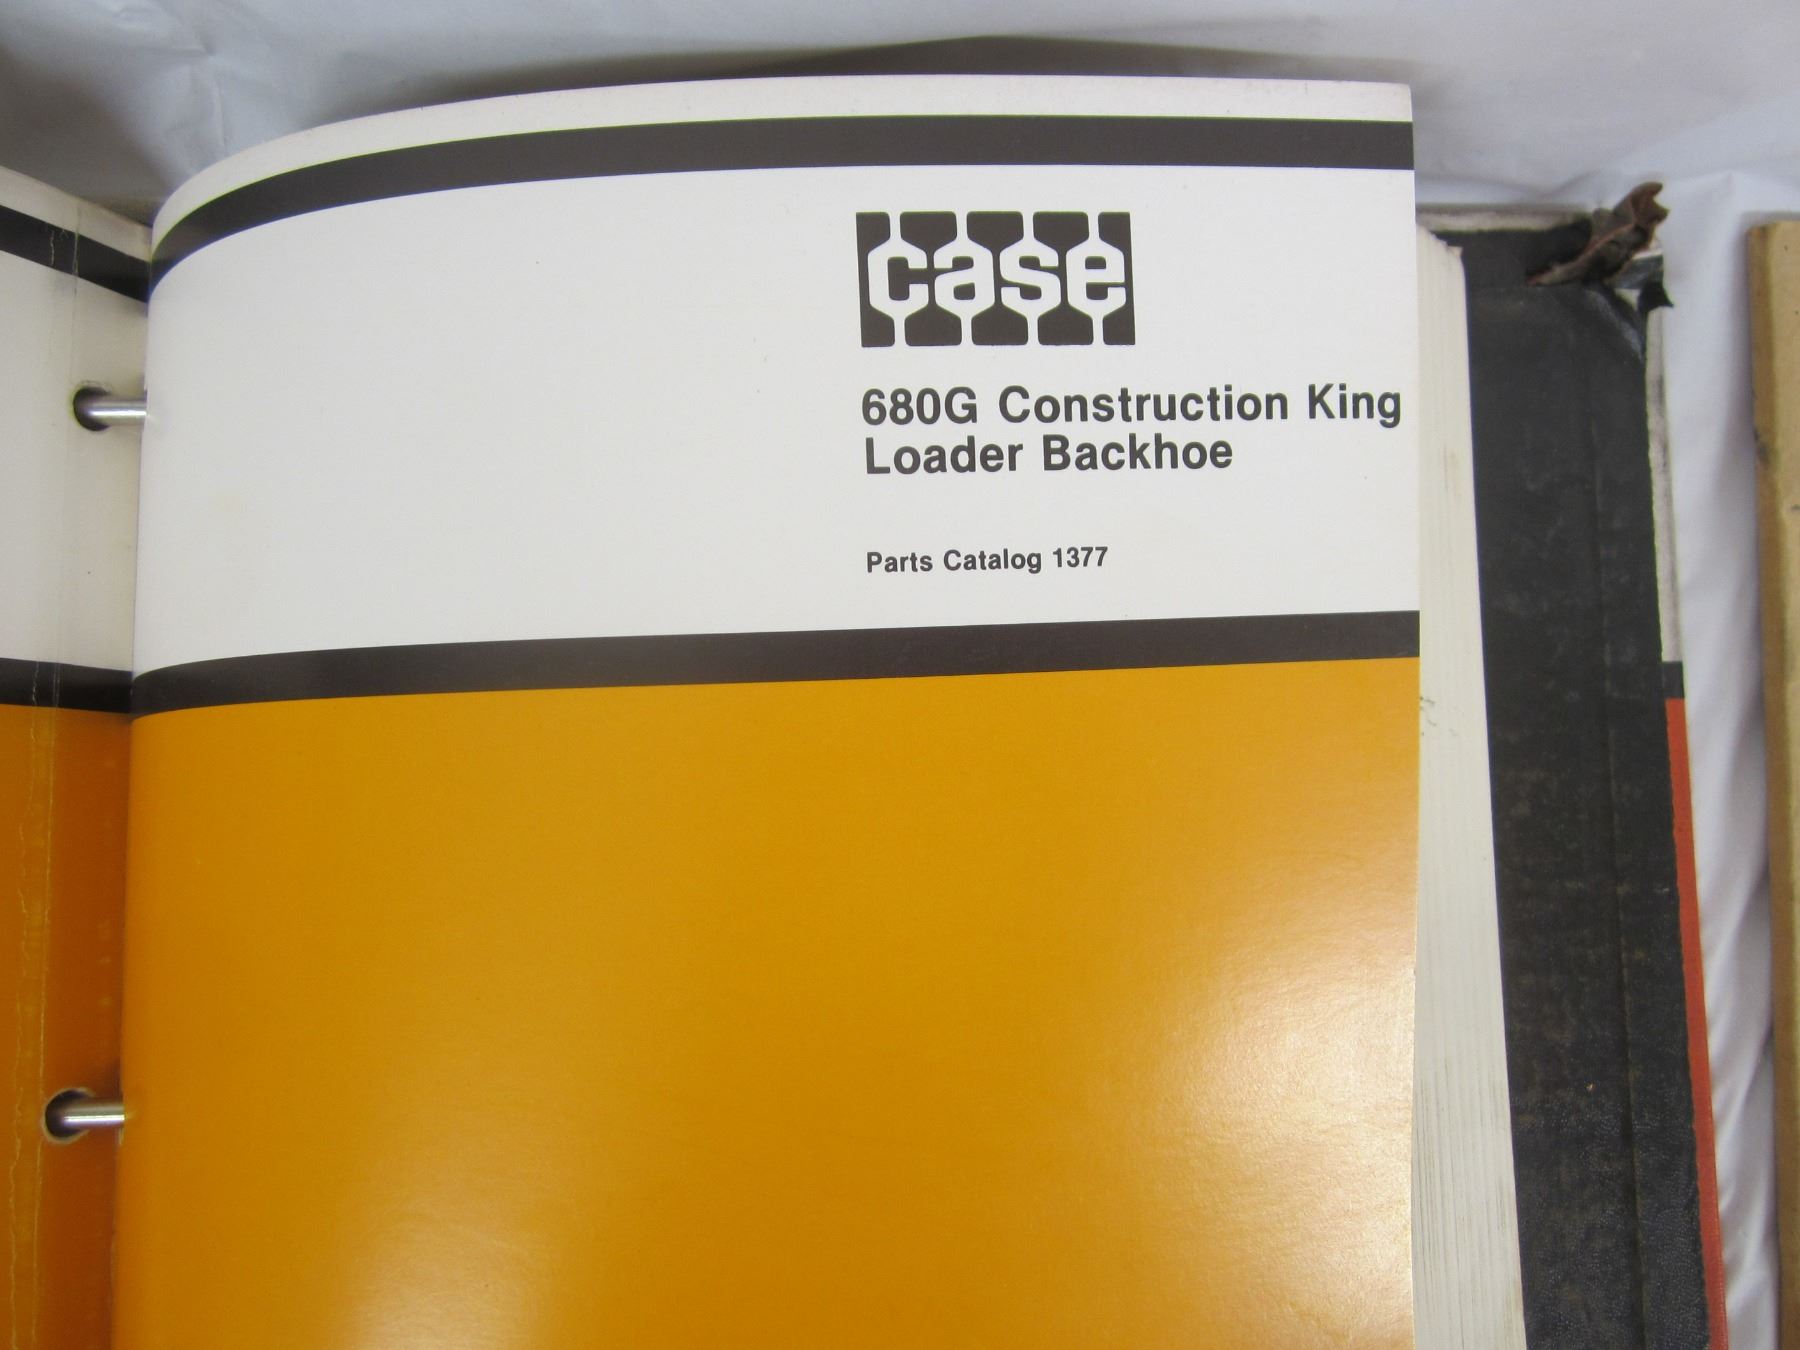 case
680G Construction King
Loader Backhoe
Parts Catalog 1377